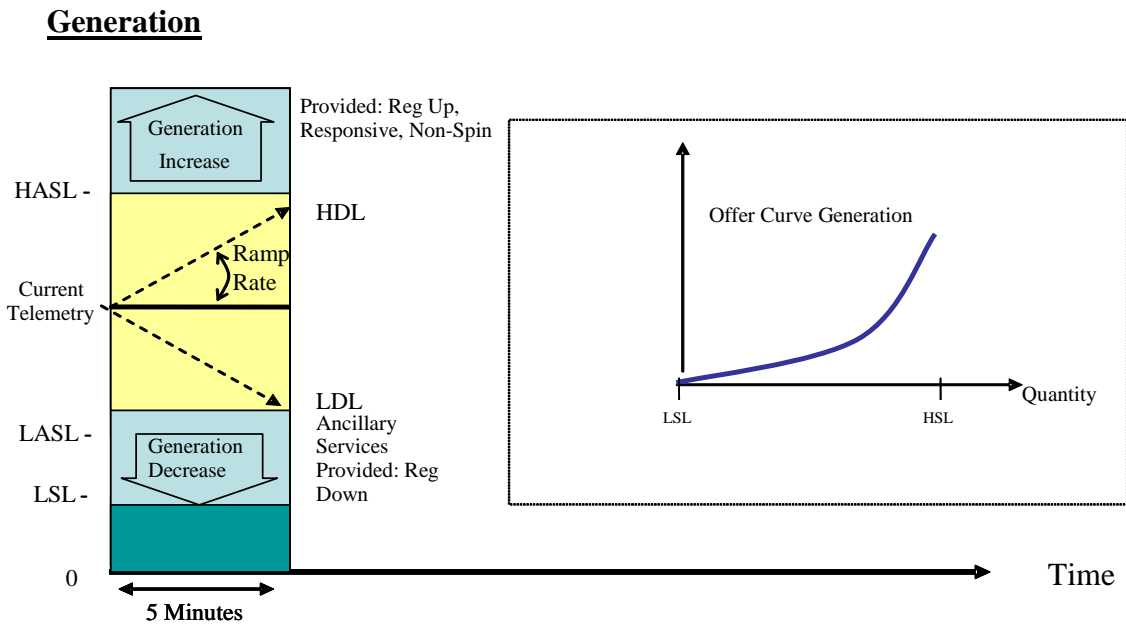 Generation
Provided: Reg Up,
Responsive, Non-Spin
Generation
Increase
HASL -
HDL
Ramp
Rate
Current
Telemetry
LDL
Ancillary
Services
Provided: Reg
Down
LASL -
Generation
Decrease
LSL -
0
5 Minutes
Time
Offer Curve Generation
Quantity
LSL
HSL